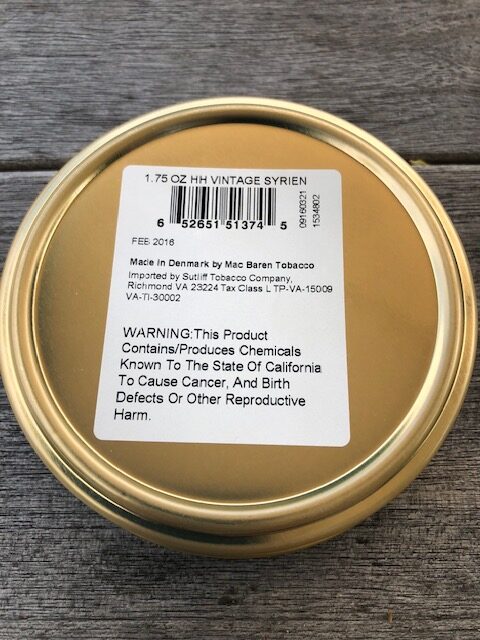 1.75 OZ HH VINTAGE SYRIEN
6 52651 51374 5
09160321
1534802
FEB 2016
Made In Denmark by Mac Baren Tobacco
Imported by Sutliff Tobacco Company,
Richmond VA 23224 Tax Class L TP-VA-15009
VA-TI-30002
WARNING:This Product
Contains/Produces Chemicals
Known To The State Of California
To Cause Cancer, And Birth
Defects Or Other Reproductive
Harm.